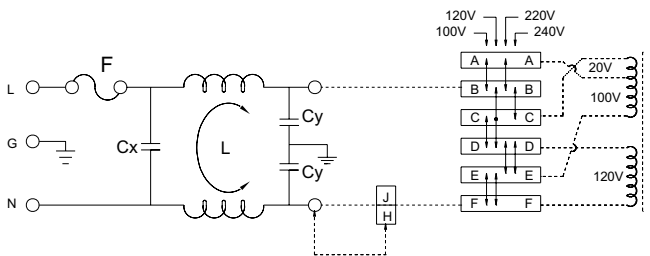 120V 220V
100V 240V
F
A A
20V
L
B B
100V
Cy
C C
G
Cx
L
D D
Cy
E E
120V
J
N
H
F F